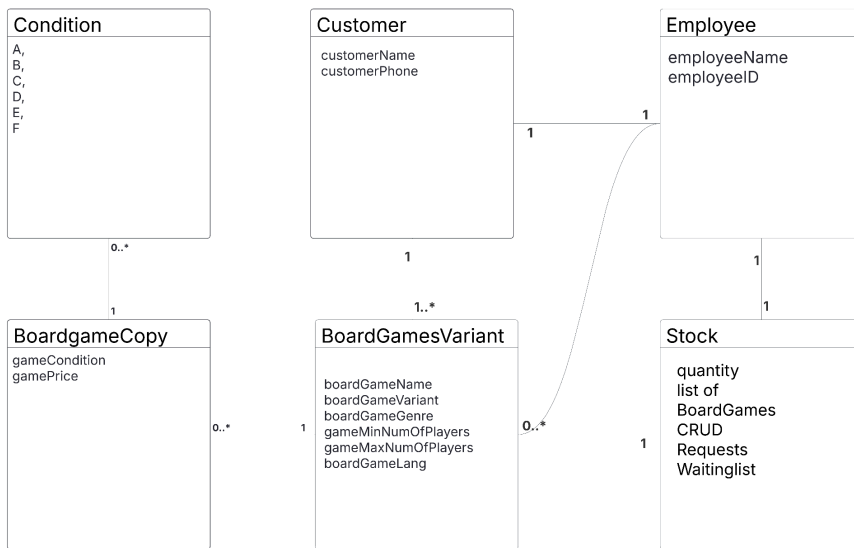 Condition
A,
B,
C,
D,
E,
F
Customer
customerName
customerPhone
Employee
employeeName
employeeID
1
1
0..*
1
1
1
1..*
1
BoardgameCopy
gameCondition
gamePrice
0..*
1
BoardGamesVariant
boardGameName
boardGameVariant
boardGameGenre
gameMinNumOfPlayers
gameMaxNumOfPlayers
boardGameLang
0..*
1
Stock
quantity
list of
BoardGames
CRUD
Requests
Waitinglist